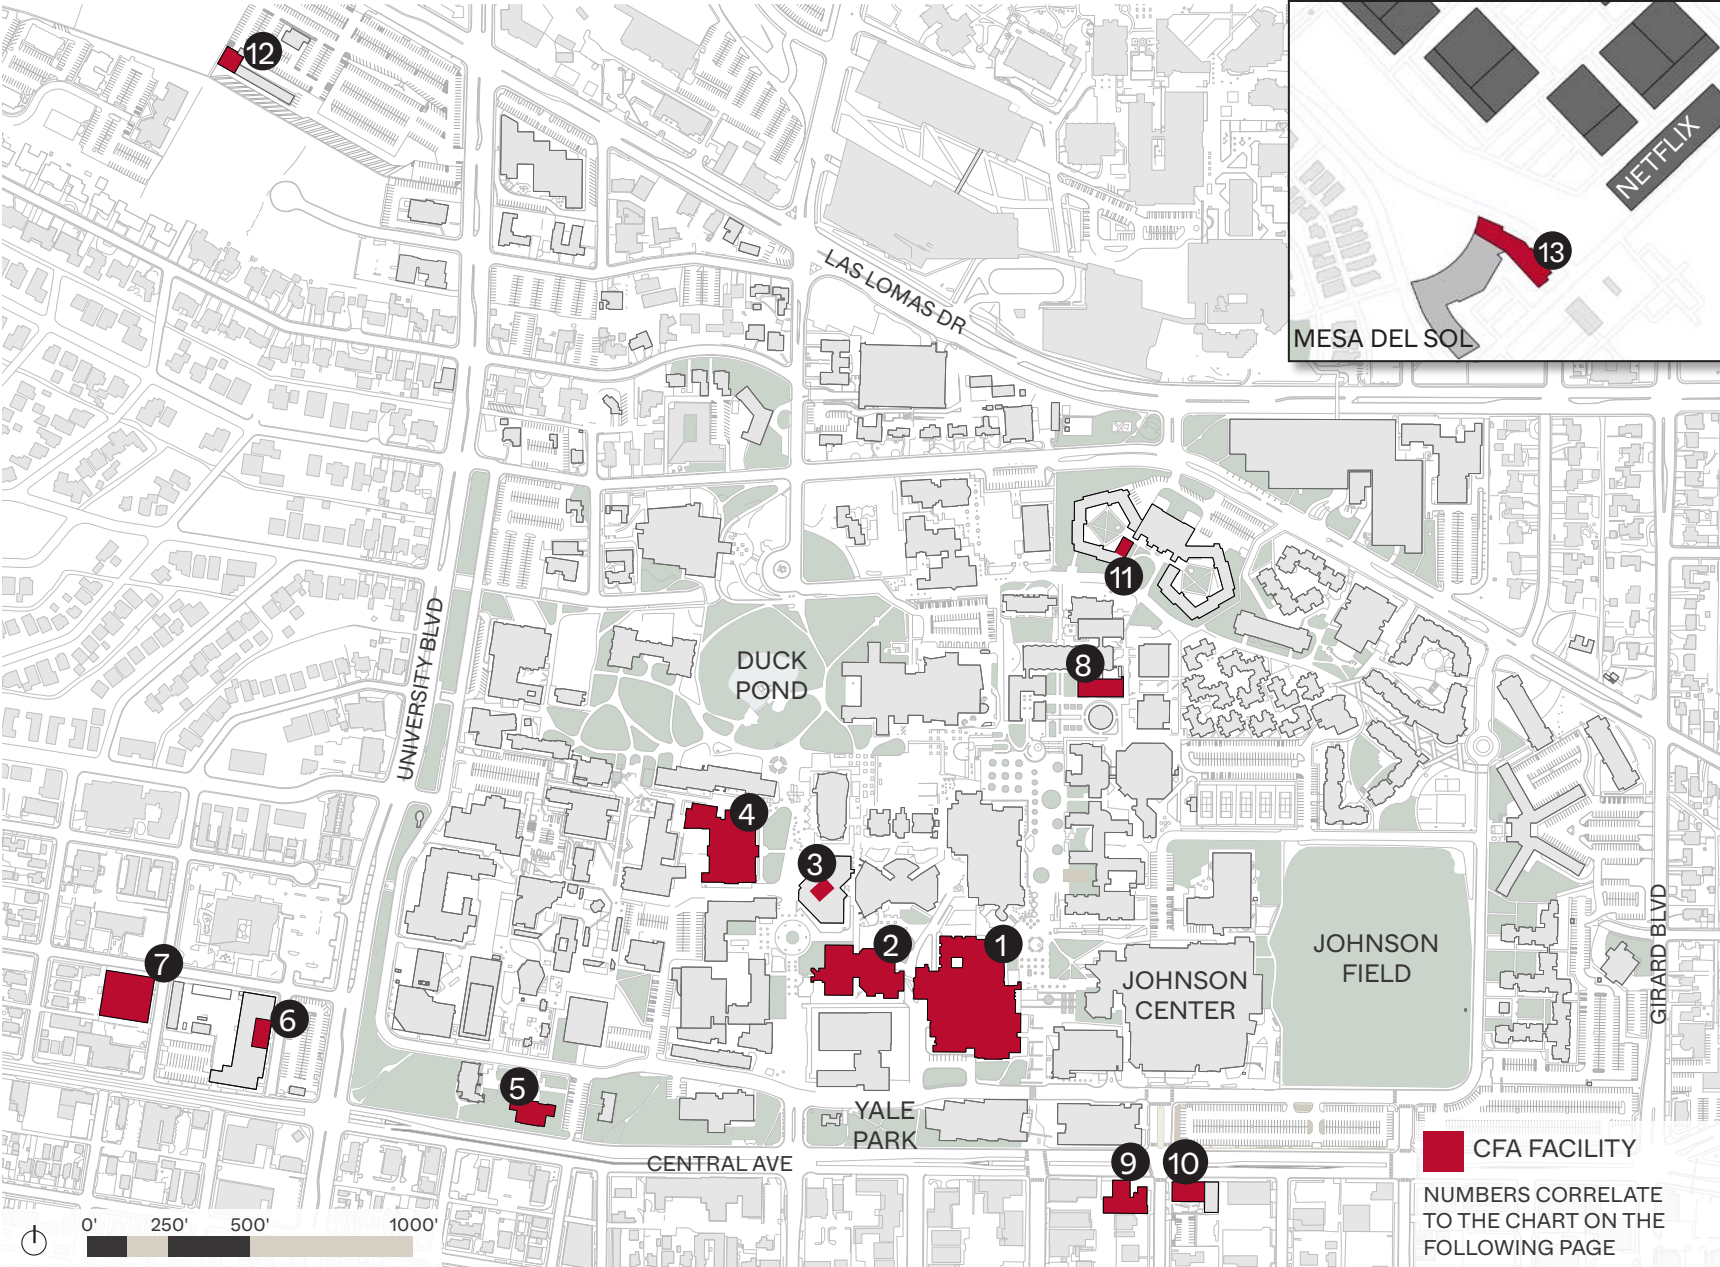 12
NETFLIX
13
MESA DEL SOL
LAS LOMAS DR
11
UNIVERSITY BLVD
DUCK
POND
8
4
3
2
1
7
6
JOHNSON
CENTER
JOHNSON
FIELD
GIRARD BLVD
5
YALE
PARK
CENTRAL AVE
9
10
CFA FACILITY
NUMBERS CORRELATE
TO THE CHART ON THE
FOLLOWING PAGE
0' 250' 500' 1000'